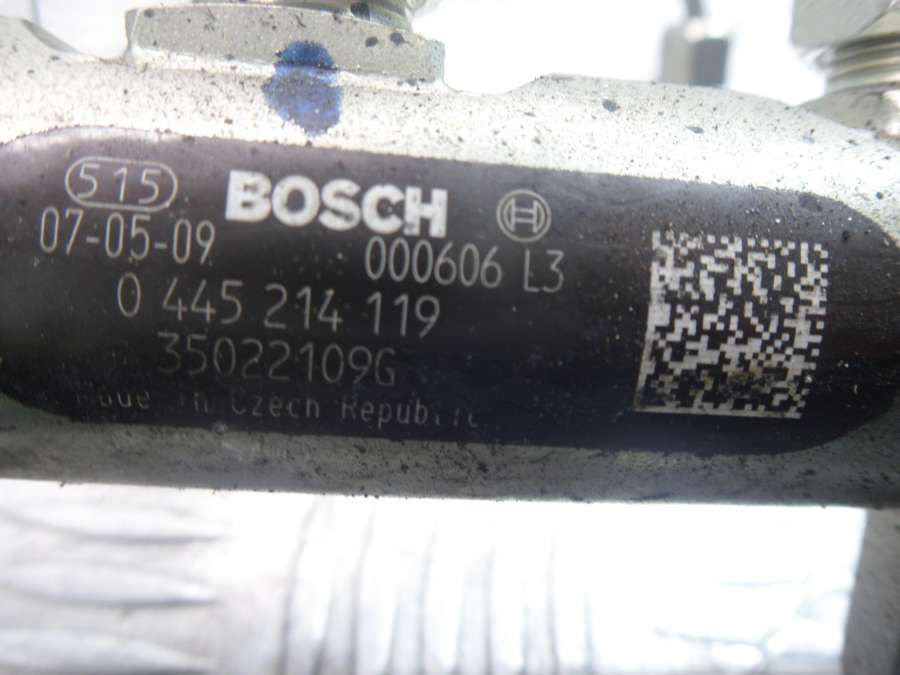 515 BOSCH
07-05-09 000606 L3
0 445 214 119
35022109G
Made in Czech Republic